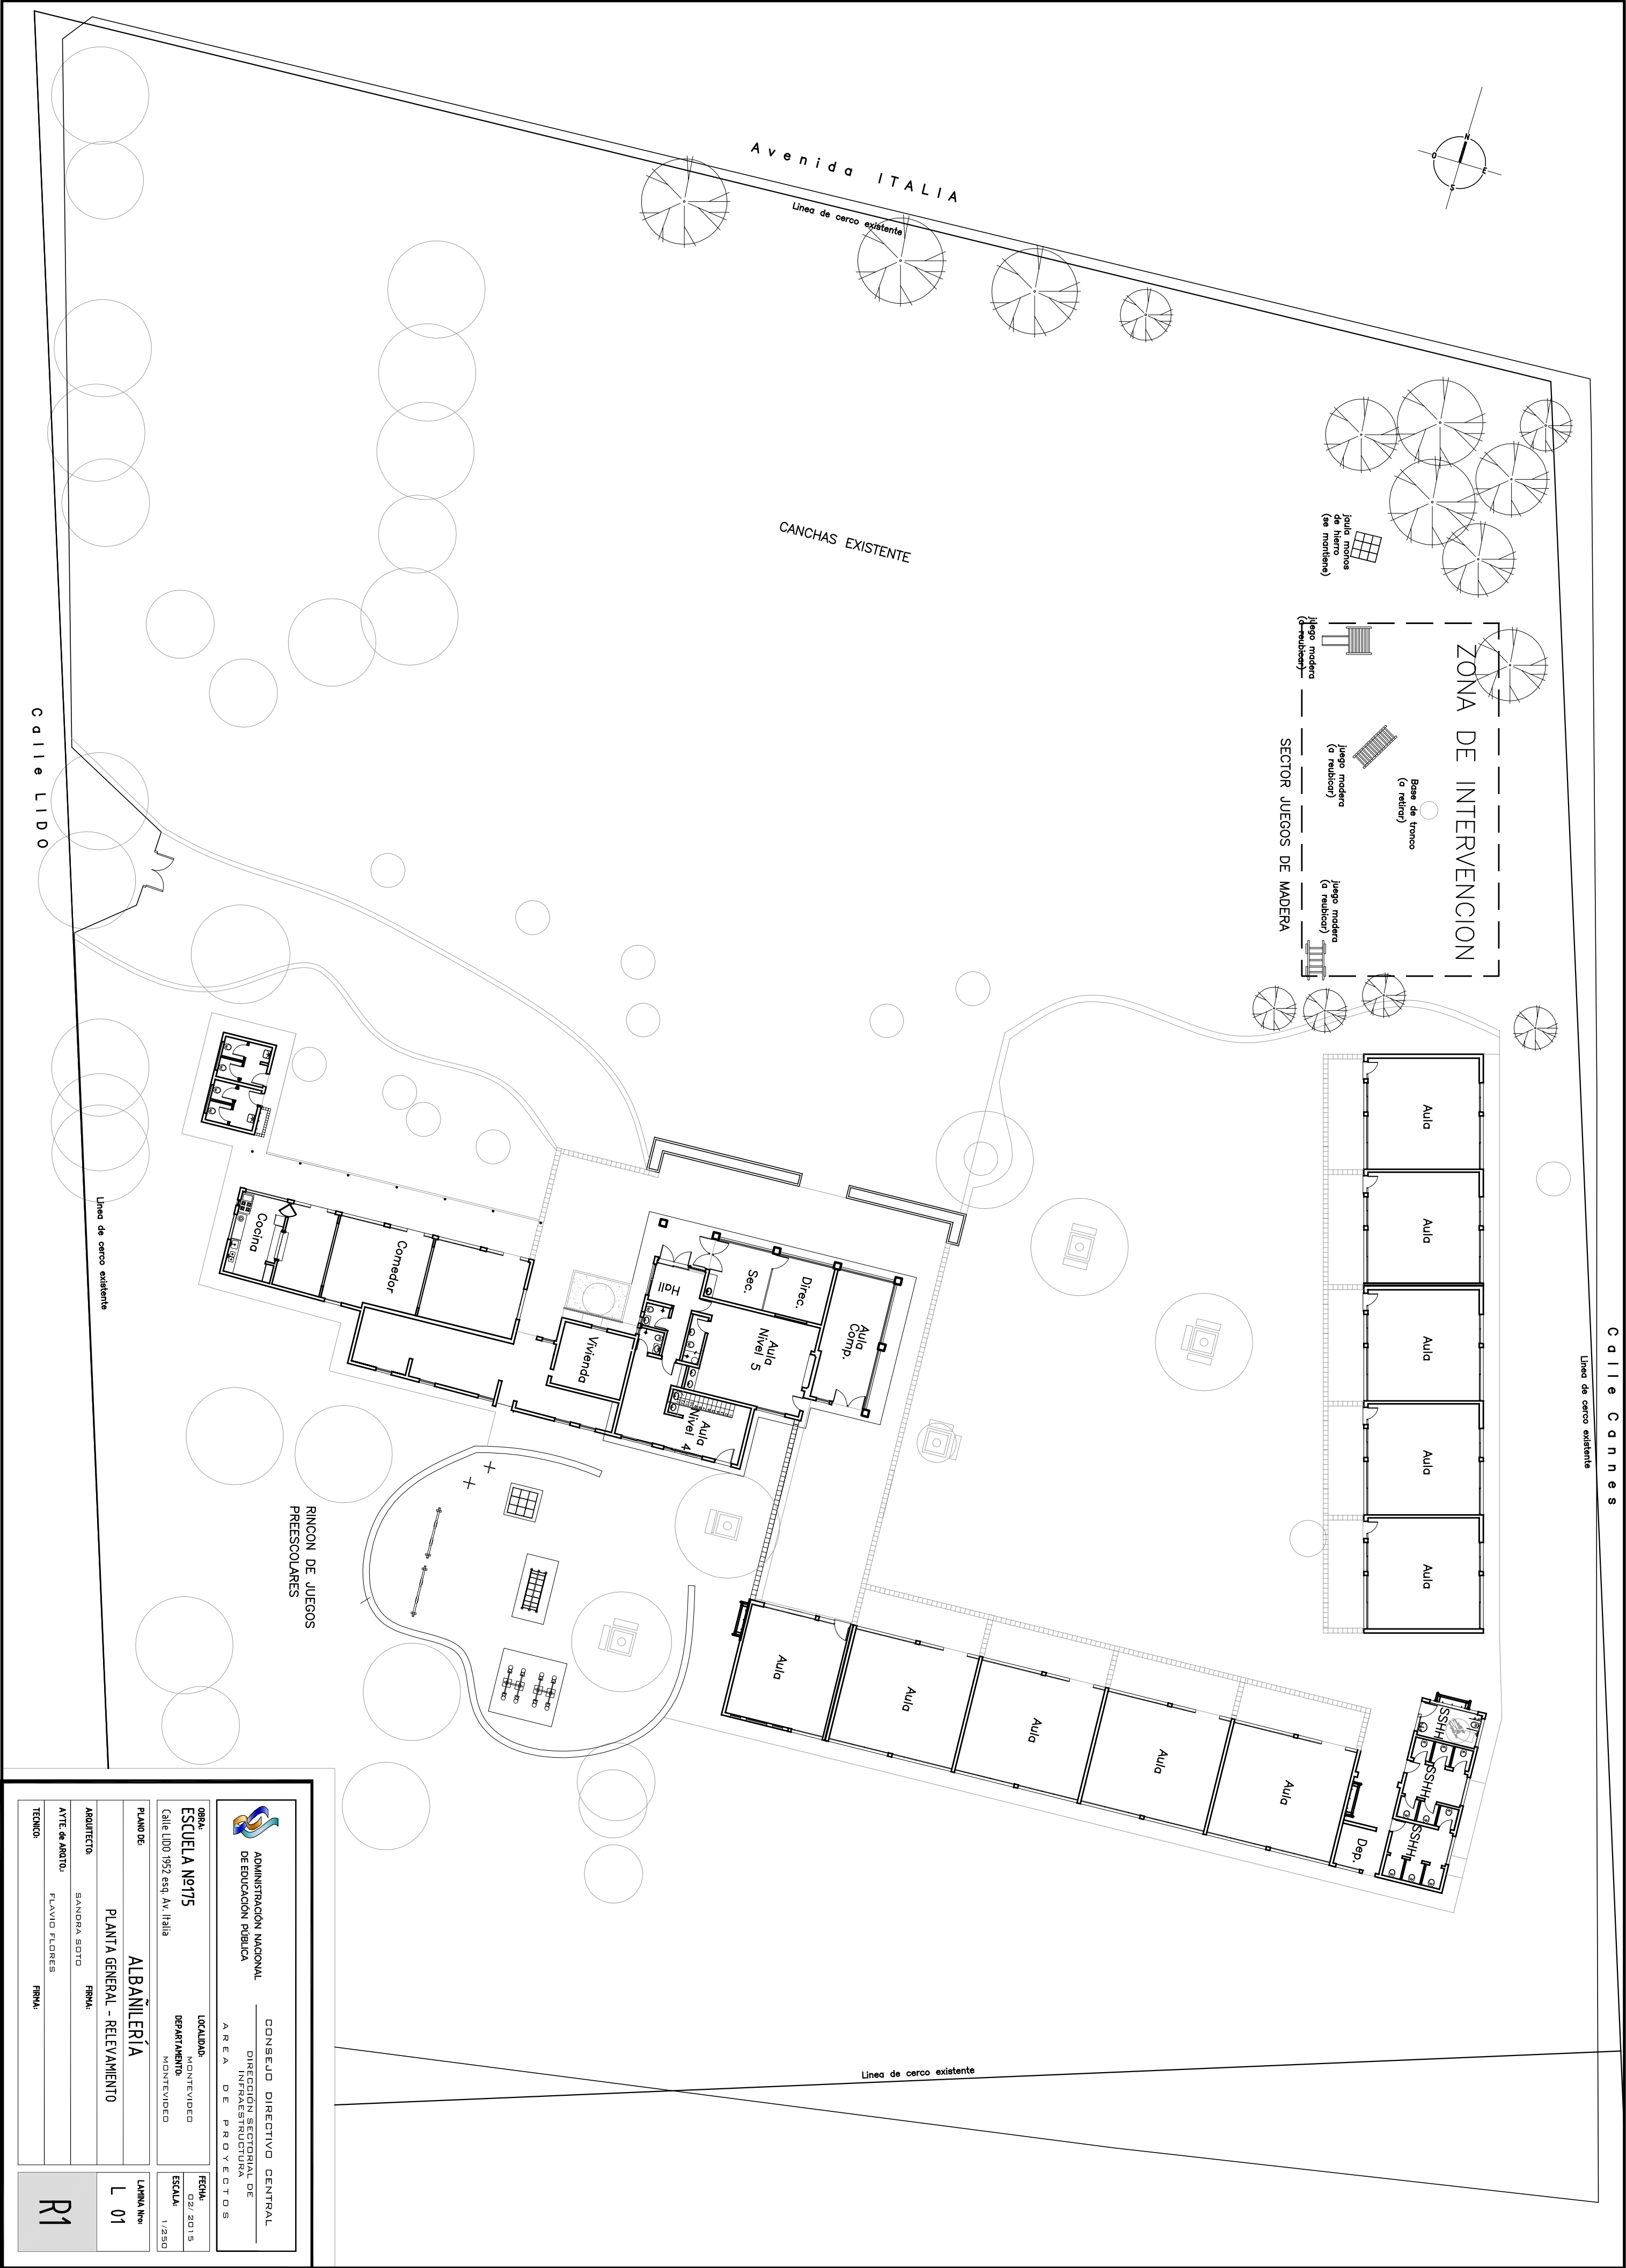 Avenida ITALIA
Linea de cerco existente
N
O
E
S
CANCHAS EXISTENTE
jaula monos
de hierro
(se mantiene)
juego madera
(a reubicar)
ZONA DE INTERVENCION
juego madera
(a reubicar)
Base de tronco
(a retirar)
SECTOR JUEGOS DE MADERA
juego madera
(a reubicar)
Calle LIDO
Linea de cerco existente
Calle Cannes
Linea de cerco existente
Aula
Aula
Aula
Aula
Aula
Cocina
Comedor
Hall
Sec.
Direc.
Aula
Comp.
Aula
Nivel 5
Vivienda
Aula
Nivel 4
RINCON DE JUEGOS
PREESCOLARES
Aula
Aula
Aula
Aula
Aula
Dep.
SSHH
SSHH
SSHH
Linea de cerco existente
ADMINISTRACIÓN NACIONAL
DE EDUCACIÓN PÚBLICA
CONSEJO DIRECTIVO CENTRAL
DIRECCIÓN SECTORIAL DE
INFRAESTRUCTURA
AREA DE PROYECTOS
OBRA:
ESCUELA Nº175
Calle LIDO 1952 esq. Av. Italia
LOCALIDAD:
MONTEVIDEO
DEPARTAMENTO:
MONTEVIDEO
FECHA:
02/ 2015
ESCALA:
1/250
PLANO DE:
ALBAÑILERÍA
PLANTA GENERAL - RELEVAMIENTO
LAMINA Nro:
L 01
ARQUITECTO:
SANDRA SOTO
FIRMA:
AYTE. de ARQTO.:
FLAVIO FLORES
TECNICO:
FIRMA:
R1